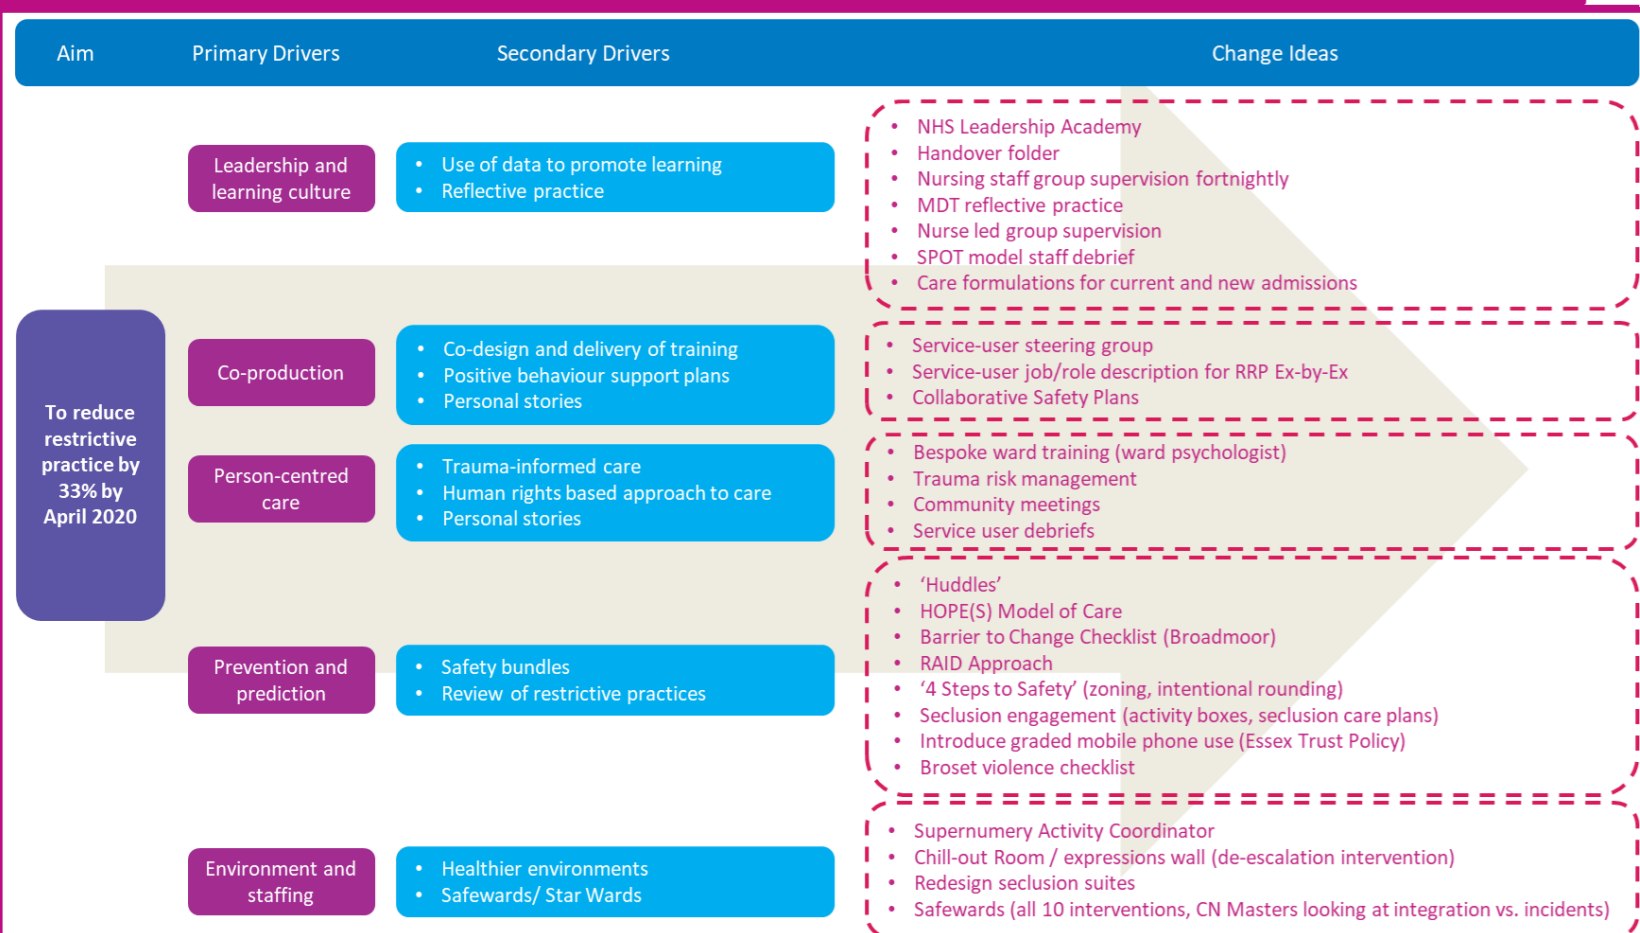 Aim
Primary Drivers
Secondary Drivers
Change Ideas
To reduce
restrictive
practice by
33% by
April 2020
Leadership and
learning culture
• Use of data to promote learning
• Reflective practice
• NHS Leadership Academy
• Handover folder
• Nursing staff group supervision fortnightly
• MDT reflective practice
• Nurse led group supervision
• SPOT model staff debrief
• Care formulations for current and new admissions
Co-production
• Co-design and delivery of training
• Positive behaviour support plans
• Personal stories
• Service-user steering group
• Service-user job/role description for RRP Ex-by-Ex
• Collaborative Safety Plans
Person-centred
care
• Trauma-informed care
• Human rights based approach to care
• Personal stories
• Bespoke ward training (ward psychologist)
• Trauma risk management
• Community meetings
• Service user debriefs
Prevention and
prediction
• Safety bundles
• Review of restrictive practices
• ‘Huddles’
• HOPE(S) Model of Care
• Barrier to Change Checklist (Broadmoor)
• RAID Approach
• ‘4 Steps to Safety’ (zoning, intentional rounding)
• Seclusion engagement (activity boxes, seclusion care plans)
• Introduce graded mobile phone use (Essex Trust Policy)
• Broset violence checklist
Environment and
staffing
• Healthier environments
• Safewards/ Star Wards
• Supernumery Activity Coordinator
• Chill-out Room / expressions wall (de-escalation intervention)
• Redesign seclusion suites
• Safewards (all 10 interventions, CN Masters looking at integration vs. incidents)